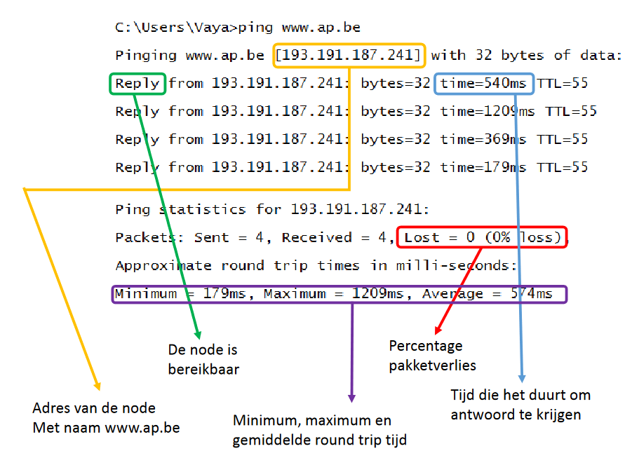 C:\Users\Vaya>ping www.ap.be
Pinging www.ap.be [193.191.187.241] with 32 bytes of data:
Reply from 193.191.187.241: bytes=32 time=540ms TTL=55
Reply from 193.191.187.241: bytes=32 time=1209ms TTL=55
Reply from 193.191.187.241: bytes=32 time=369ms TTL=55
Reply from 193.191.187.241: bytes=32 time=179ms TTL=55
Ping statistics for 193.191.187.241:
Packets: Sent = 4, Received = 4, Lost = 0 (0% loss),
Approximate round trip times in milli-seconds:
Minimum = 179ms, Maximum = 1209ms, Average = 574ms
De node is
bereikbaar
Percentage
pakketverlies
Tijd die het duurt om
antwoord te krijgen
Adres van de node
Met naam www.ap.be
Minimum, maximum en
gemiddelde round trip tijd